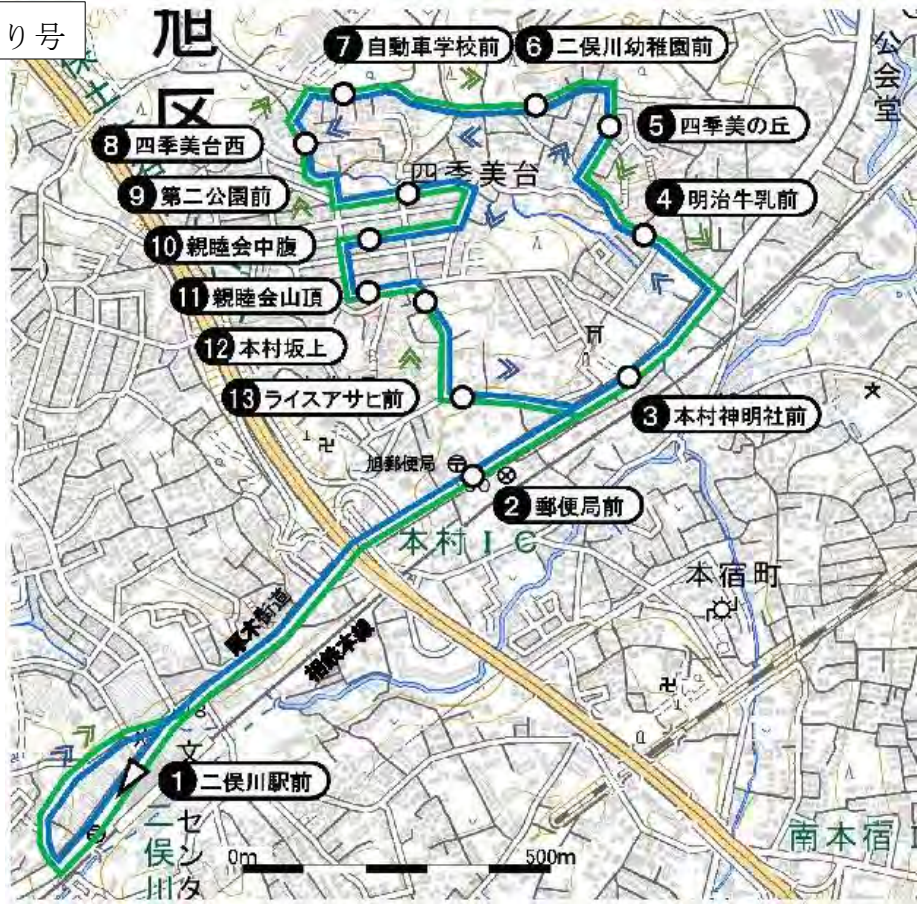 り号
旭区
公会堂
7 自動車学校前
6 二俣川幼稚園前
5 四季美の丘
8 四季美台西
四季美台
9 第二公園前
4 明治牛乳前
10 親睦会中腹
11 親睦会山頂
12 本村坂上
13 ライスアサヒ前
3 本村神明社前
旭郵便局
2 郵便局前
本村IC
本宿町
厚木街道
相鉄本線
1 二俣川駅前
文
センタ
二俣川
南本宿
0m
500m